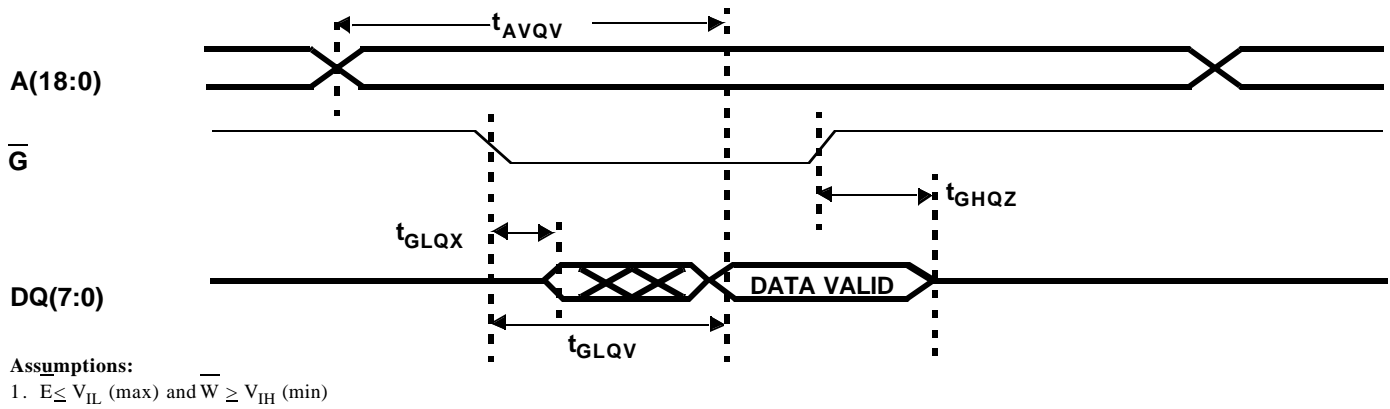 tAVQV
A(18:0)
G̅
tGHQZ
tGLQX
DQ(7:0)
DATA VALID
tGLQV
Assumptions:
1. E̅ ≤ VIL (max) and W̅ ≥ VIH (min)